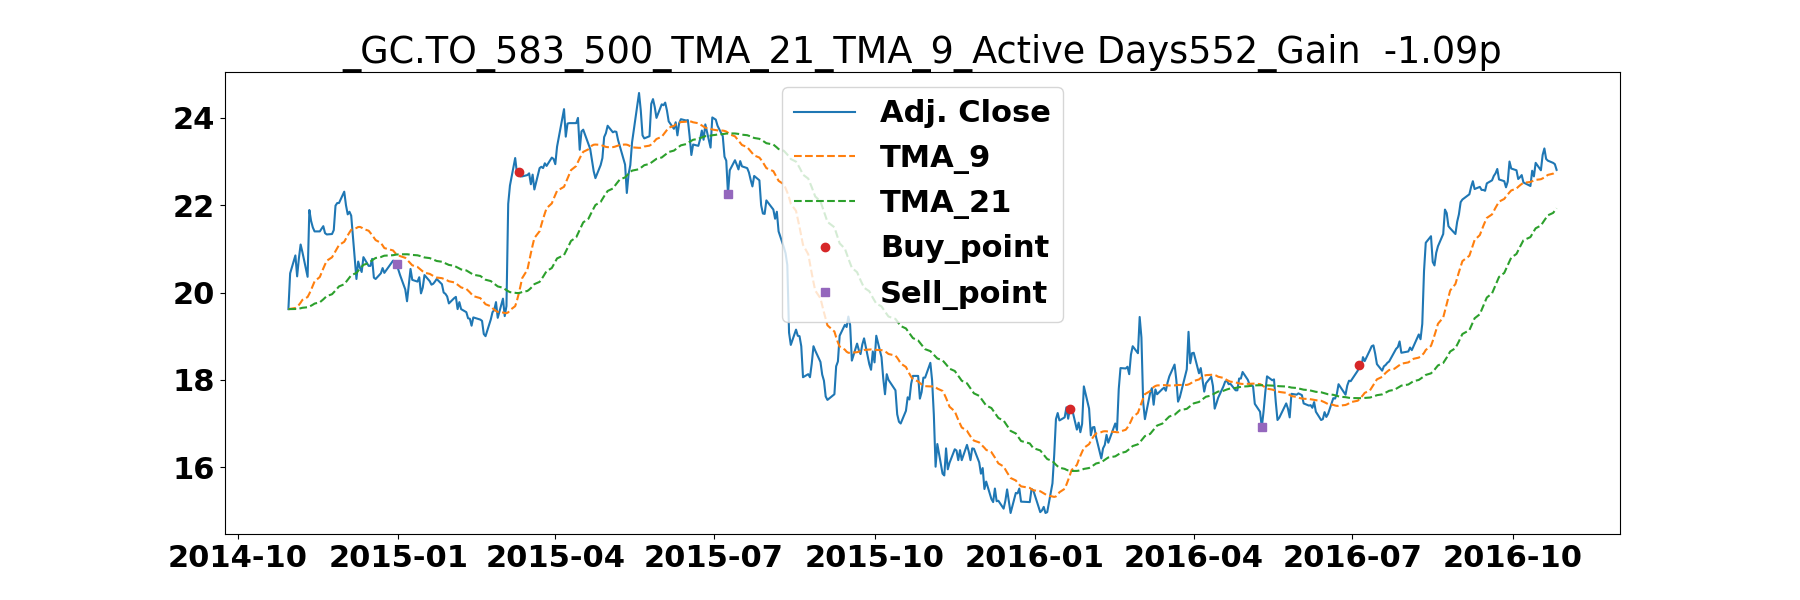 _GC.TO_583_500_TMA_21_TMA_9_Active Days552_Gain  -1.09p
24
22
20
18
16
Adj. Close
TMA_9
TMA_21
Buy_point
Sell_point
2014-10 2015-01 2015-04 2015-07 2015-10 2016-01 2016-04 2016-07 2016-10